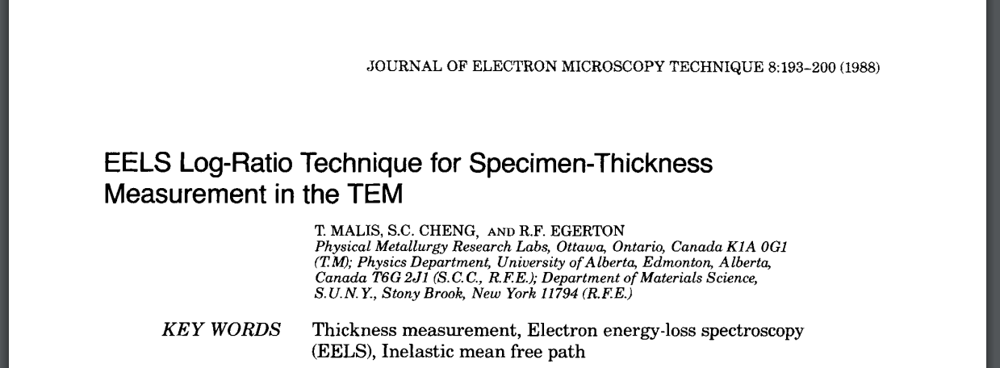 JOURNAL OF ELECTRON MICROSCOPY TECHNIQUE 8:193–200 (1988)
EELS Log-Ratio Technique for Specimen-Thickness
Measurement in the TEM
T. MALIS, S.C. CHENG, AND R.F. EGERTON
Physical Metallurgy Research Labs, Ottawa, Ontario, Canada K1A 0G1
(T.M); Physics Department, University of Alberta, Edmonton, Alberta,
Canada T6G 2J1 (S.C.C., R.F.E.); Department of Materials Science,
S.U.N.Y., Stony Brook, New York 11794 (R.F.E.)
KEY WORDS Thickness measurement, Electron energy-loss spectroscopy
(EELS), Inelastic mean free path